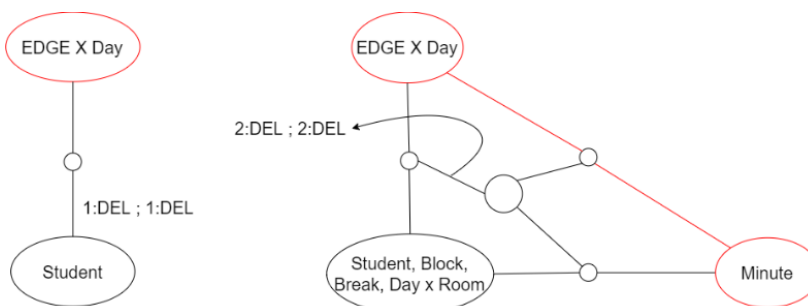 EDGE X Day
EDGE X Day
2:DEL ; 2:DEL
1:DEL ; 1:DEL
Student
Student, Block,
Break, Day x Room
Minute